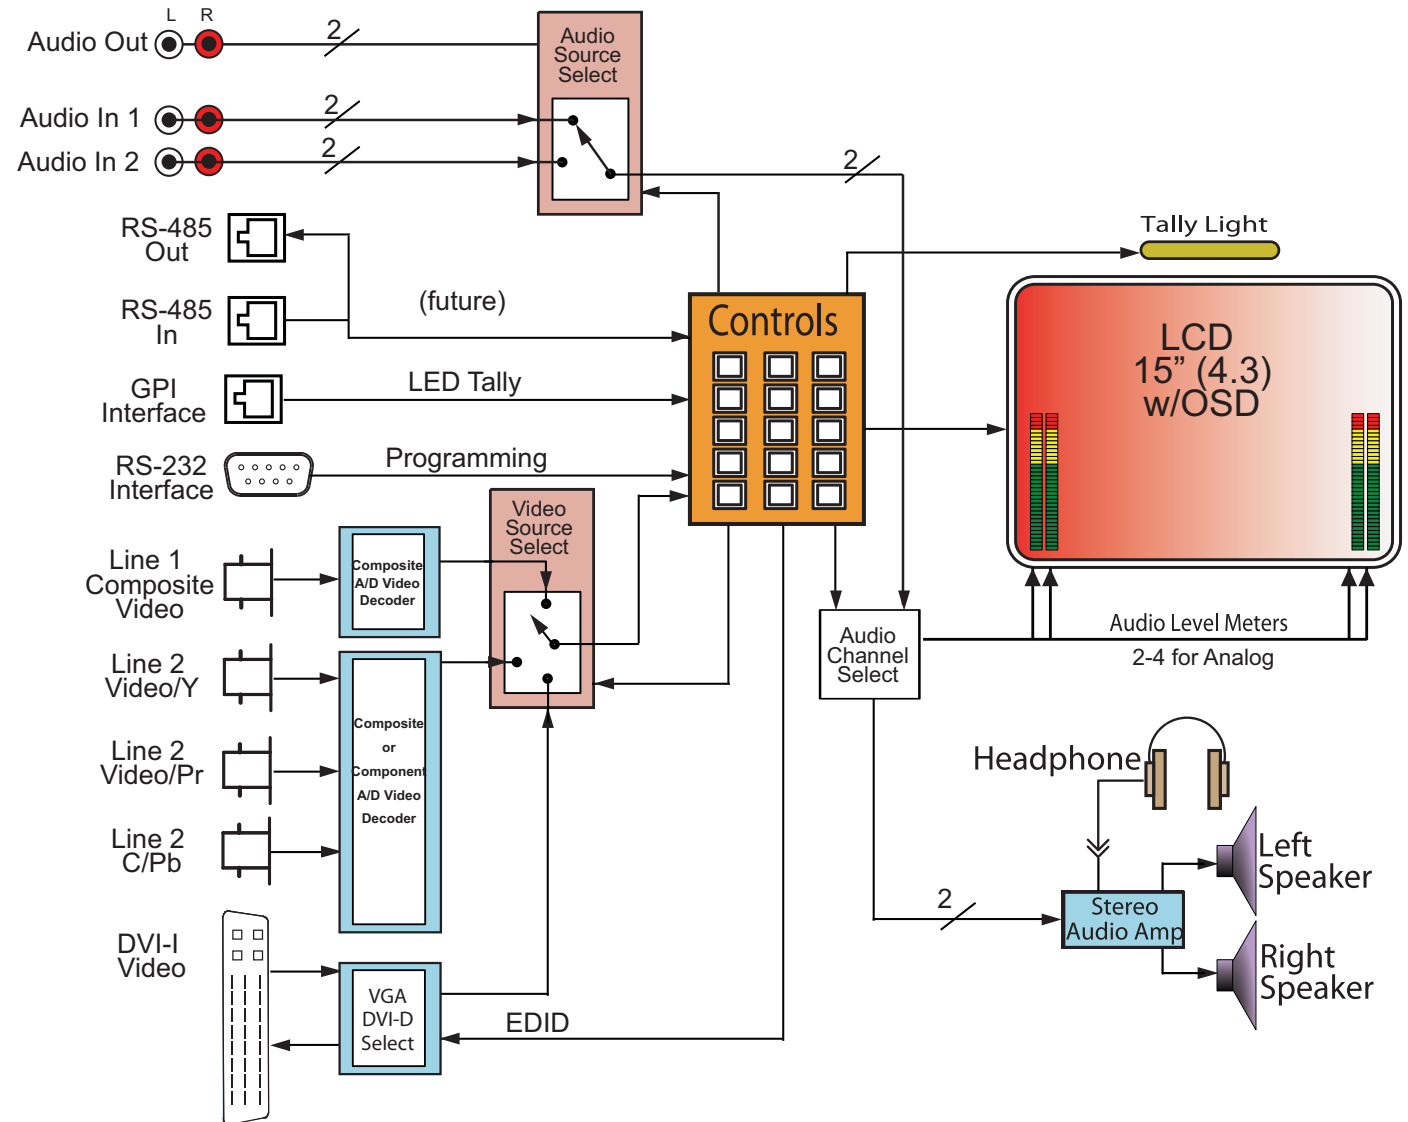 L R
Audio Out
2
Audio
Source
Select
Audio In 1
2
Audio In 2
2
2
RS-485
Out
Tally Light
RS-485
In
(future)
Controls
LCD
15” (4.3)
w/OSD
GPI
Interface
LED Tally
RS-232
Interface
Programming
Video
Source
Select
Line 1
Composite
Video
Composite
A/D Video
Decoder
Audio
Channel
Select
Audio Level Meters
2-4 for Analog
Line 2
Video/Y
Line 2
Video/Pr
Line 2
C/Pb
Composite
or
Component
A/D Video
Decoder
Headphone
Left
Speaker
2
Stereo
Audio Amp
Right
Speaker
DVI-I
Video
VGA
DVI-D
Select
EDID